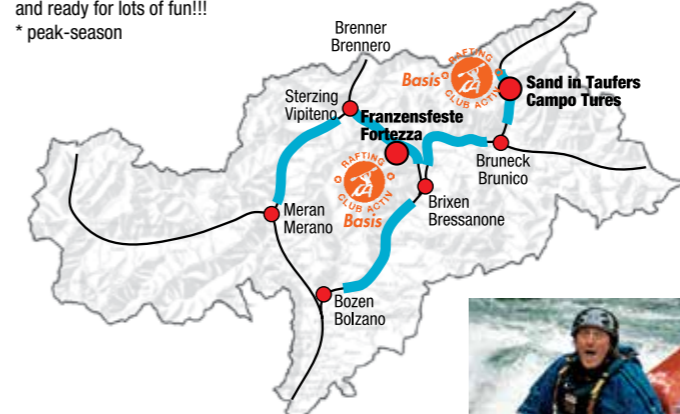 and ready for lots of fun!!!
* peak-season
Brenner
Brennero
Basis
RAFTING
CLUB ACTIV
Sand in Taufers
Campo Tures
Sterzing
Vipiteno
Franzensfeste
Fortezza
RAFTING
CLUB ACTIV
Basis
Bruneck
Brunico
Brixen
Bressanone
Meran
Merano
Bozen
Bolzano